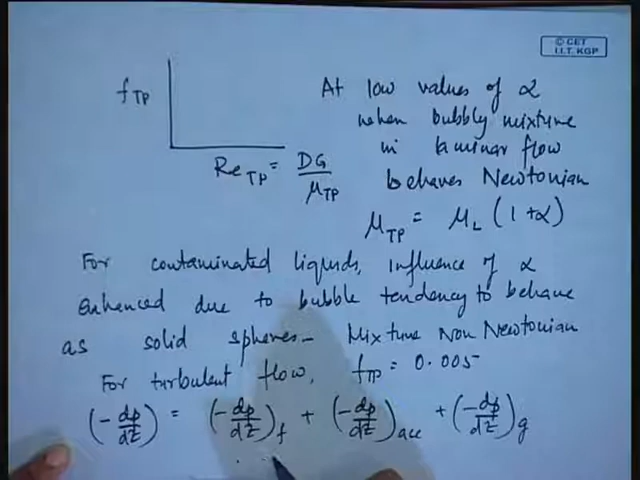 © CET
I.I.T. KGP
f_TP
Re_TP = DG/μ_TP
At low values of α
when bubbly mixture
in laminar flow
behaves Newtonian
μ_TP = μ_L (1+α)
For contaminated liquids, influence of α
enhanced due to bubble tendency to behave
as solid spheres - Mixture Non Newtonian
For turbulent flow, f_TP = 0.005
(-dp/dz) = (-dp/dz)_f + (-dp/dz)_acc + (-dp/dz)_g